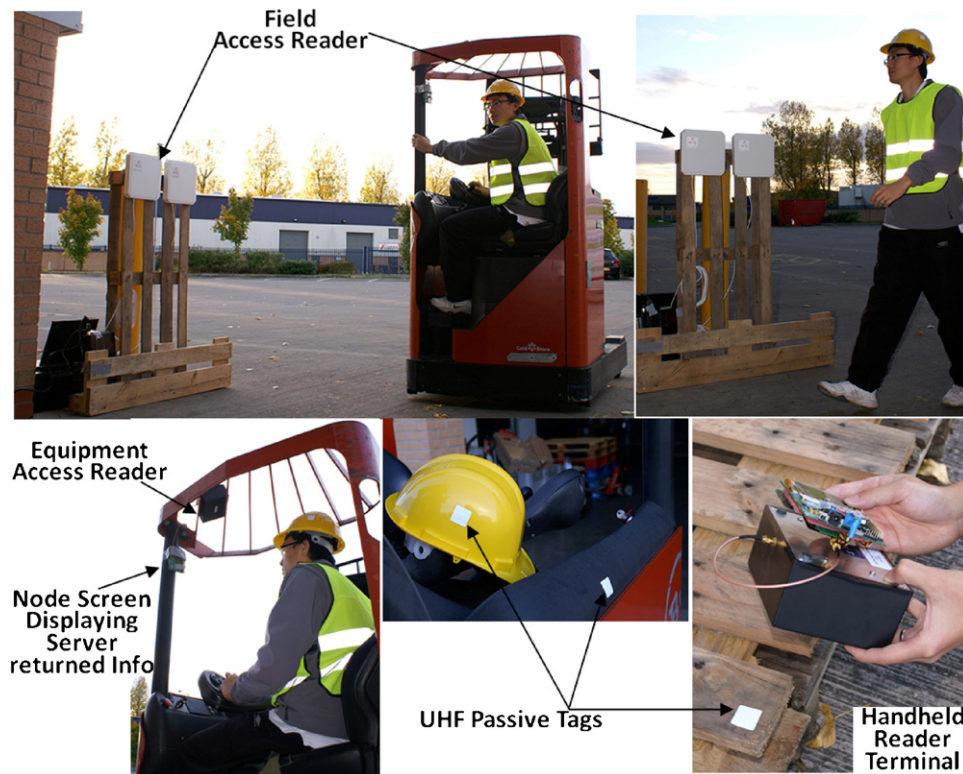 Field
Access Reader
Equipment
Access Reader
Node Screen
Displaying
Server
returned Info
UHF Passive Tags
Handheld
Reader
Terminal